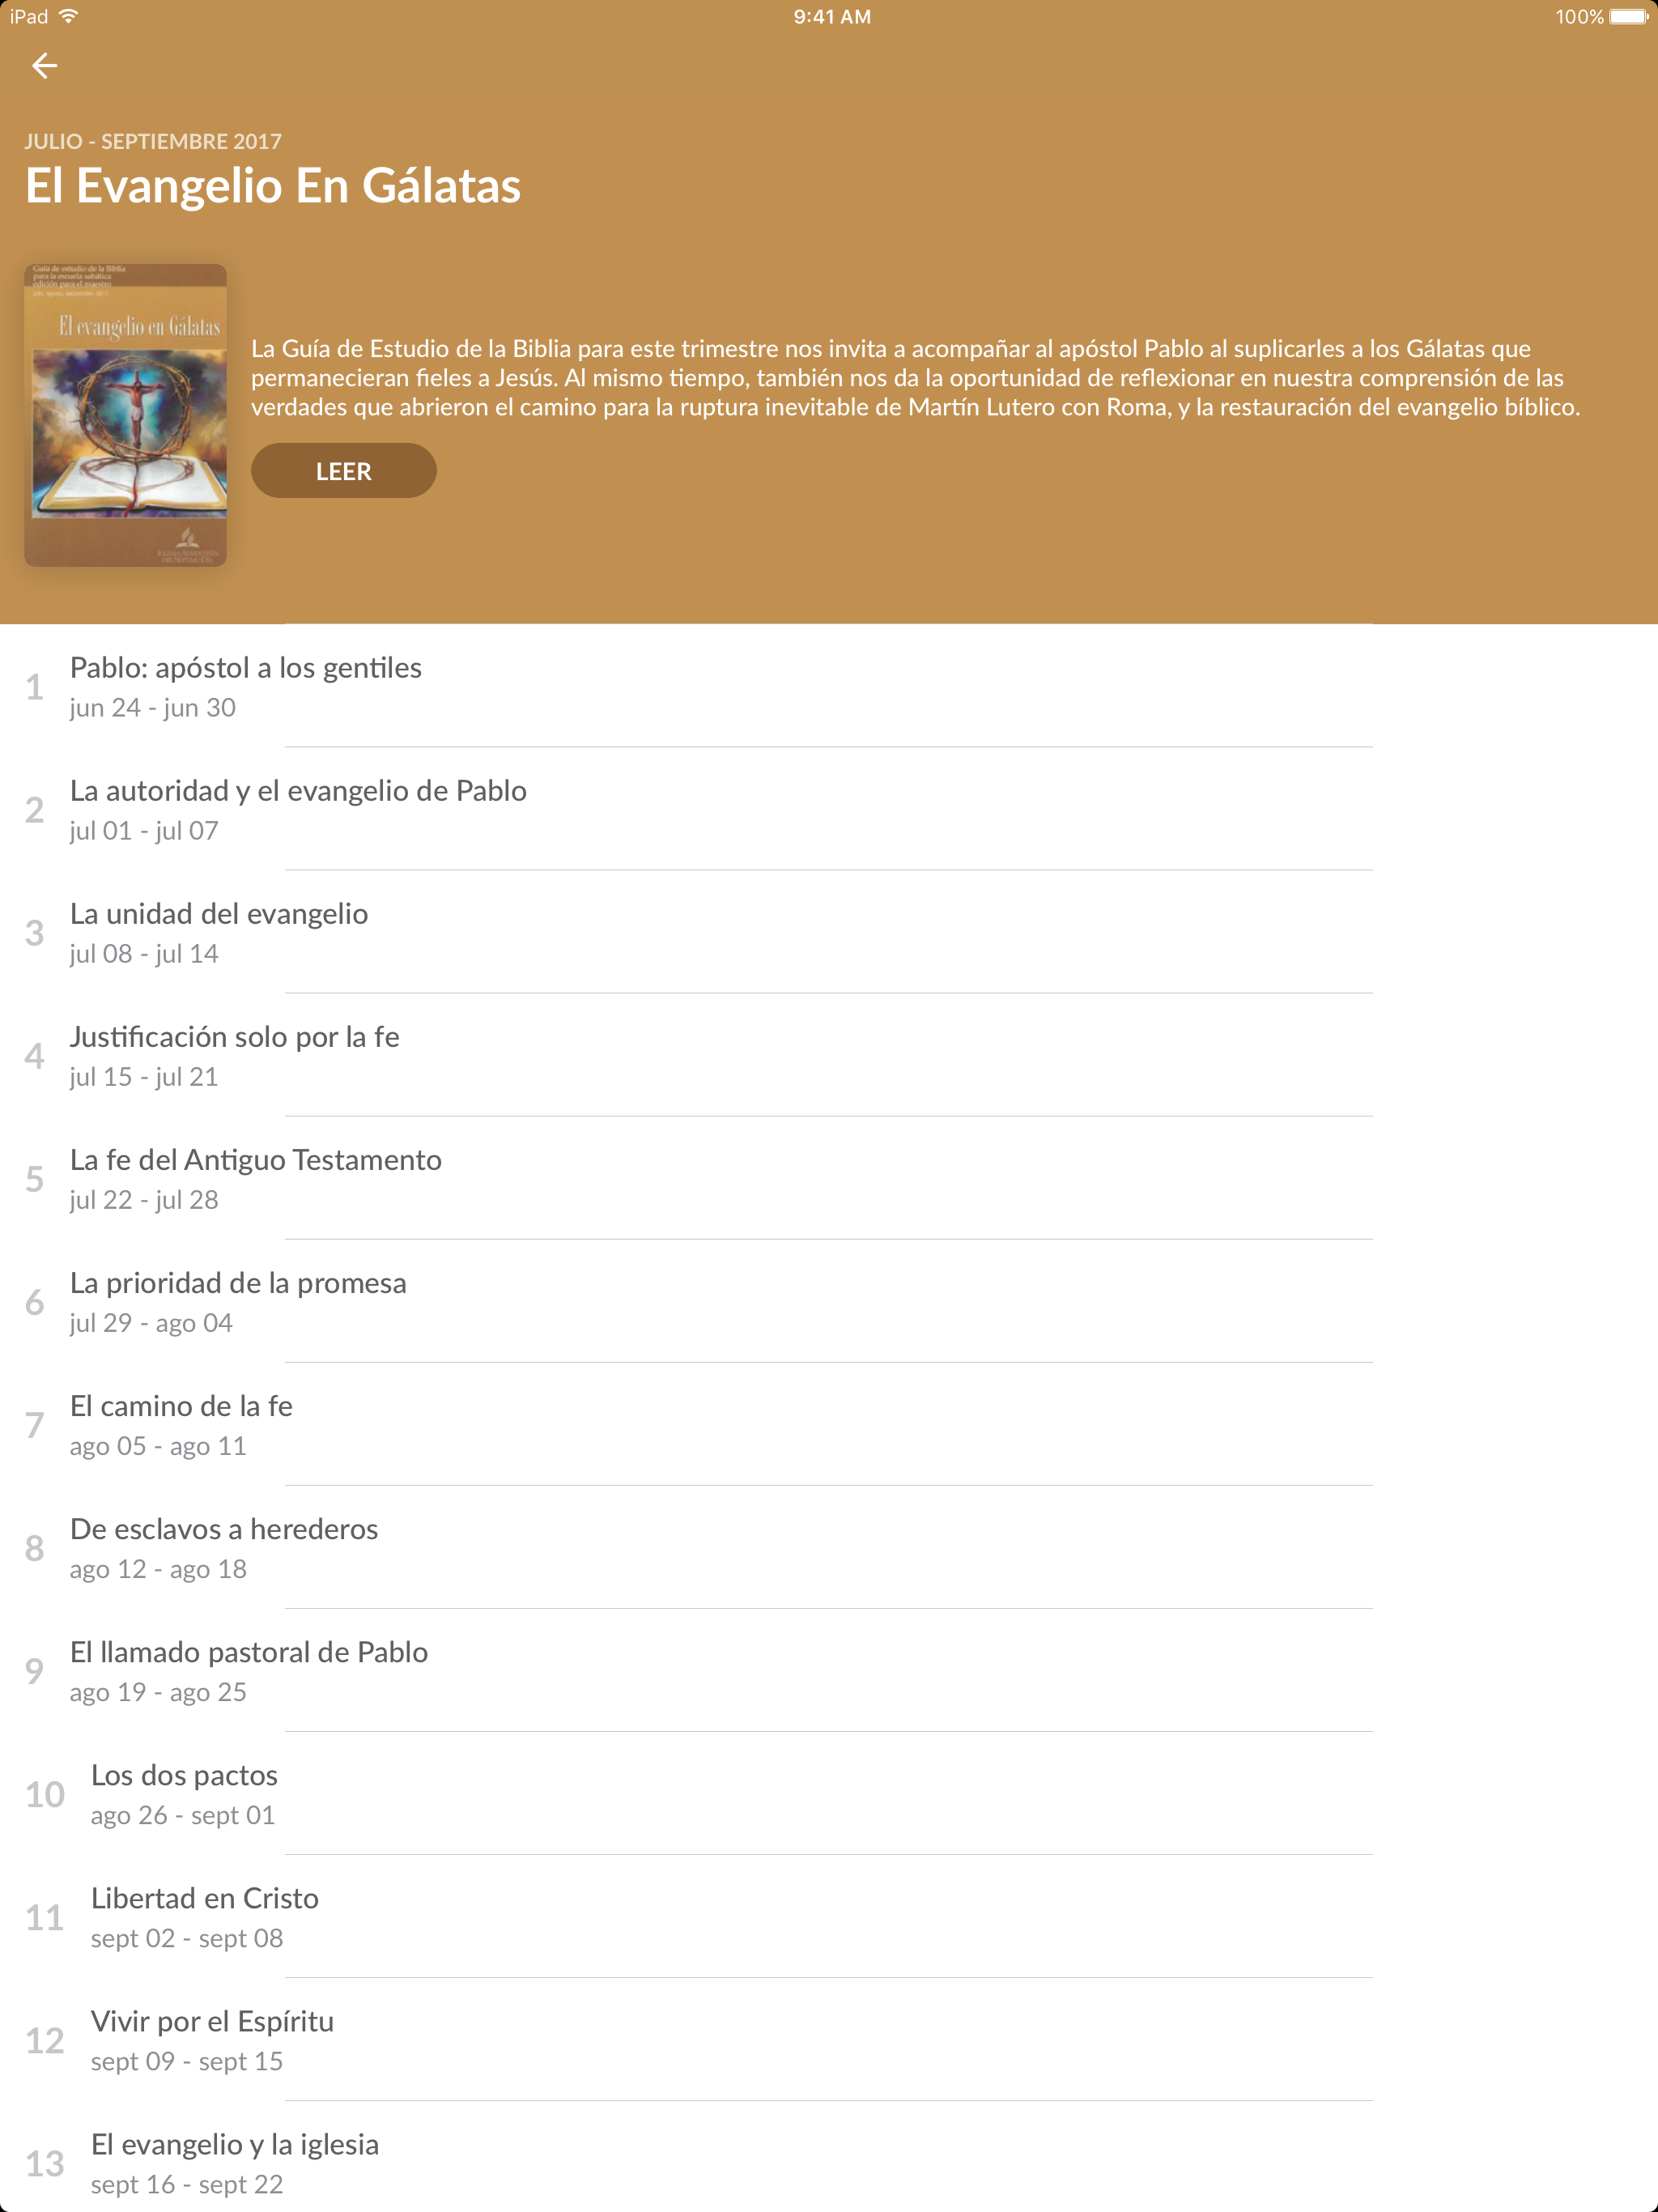 iPad
9:41 AM
100%
JULIO - SEPTIEMBRE 2017
El Evangelio En Gálatas
Guía de estudio de la Biblia
para la escuela sabática
edición para el maestro
El evangelio en Gálatas
IGLESIA ADVENTISTA
DEL SÉPTIMO DÍA
La Guía de Estudio de la Biblia para este trimestre nos invita a acompañar al apóstol Pablo al suplicarles a los Gálatas que
permanecieran fieles a Jesús. Al mismo tiempo, también nos da la oportunidad de reflexionar en nuestra comprensión de las
verdades que abrieron el camino para la ruptura inevitable de Martín Lutero con Roma, y la restauración del evangelio bíblico.
LEER
1
Pablo: apóstol a los gentiles
jun 24 - jun 30
2
La autoridad y el evangelio de Pablo
jul 01 - jul 07
3
La unidad del evangelio
jul 08 - jul 14
4
Justificación solo por la fe
jul 15 - jul 21
5
La fe del Antiguo Testamento
jul 22 - jul 28
6
La prioridad de la promesa
jul 29 - ago 04
7
El camino de la fe
ago 05 - ago 11
8
De esclavos a herederos
ago 12 - ago 18
9
El llamado pastoral de Pablo
ago 19 - ago 25
10
Los dos pactos
ago 26 - sept 01
11
Libertad en Cristo
sept 02 - sept 08
12
Vivir por el Espíritu
sept 09 - sept 15
13
El evangelio y la iglesia
sept 16 - sept 22